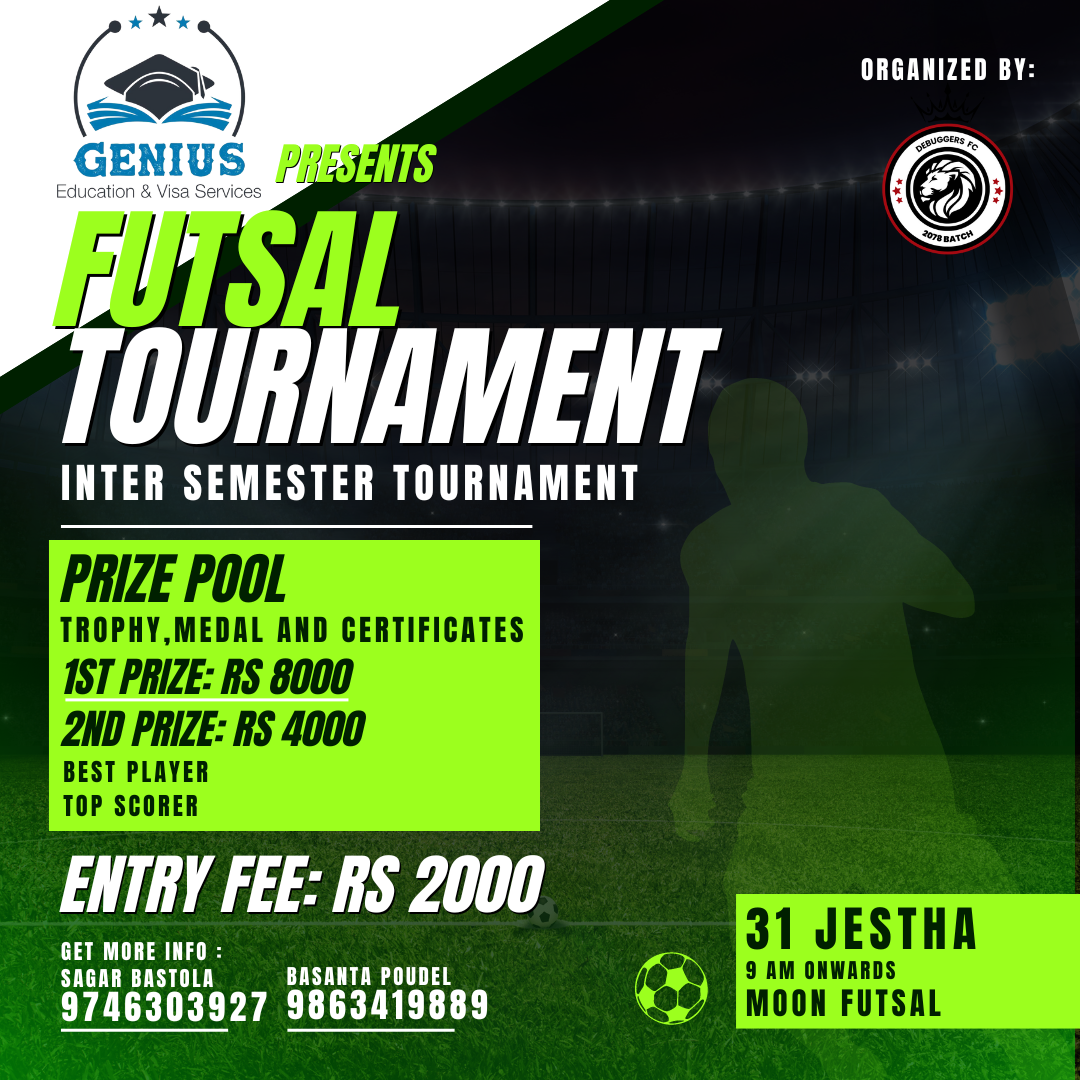 GENIUS
Education & Visa Services
PRESENTS
ORGANIZED BY:
DEBUGGERS FC
2078 BATCH
FUTSAL
TOURNAMENT
INTER SEMESTER TOURNAMENT
PRIZE POOL
TROPHY,MEDAL AND CERTIFICATES
1ST PRIZE: RS 8000
2ND PRIZE: RS 4000
BEST PLAYER
TOP SCORER
ENTRY FEE: RS 2000
GET MORE INFO :
SAGAR BASTOLA
9746303927
BASANTA POUDEL
9863419889
31 JESTHA
9 AM ONWARDS
MOON FUTSAL